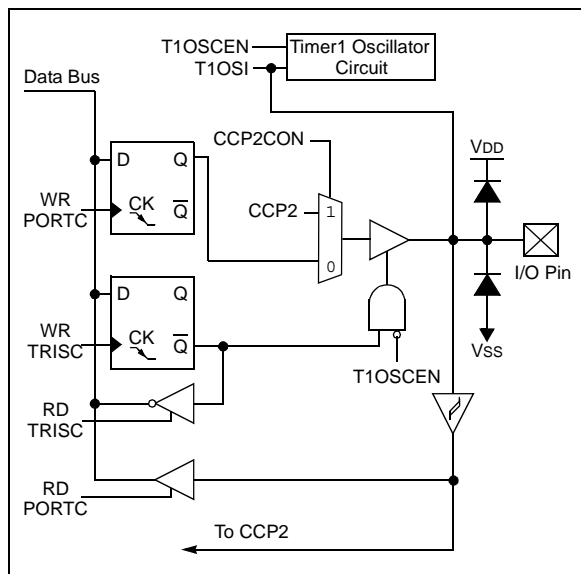 T1OSCEN
Timer1 Oscillator
Circuit
T1OSI
Data Bus
CCP2CON
VDD
D
Q
WR
PORTC
CK
Q
CCP2
1
0
I/O Pin
D
Q
WR
TRISC
CK
Q
VSS
T1OSCEN
RD
TRISC
RD
PORTC
To CCP2